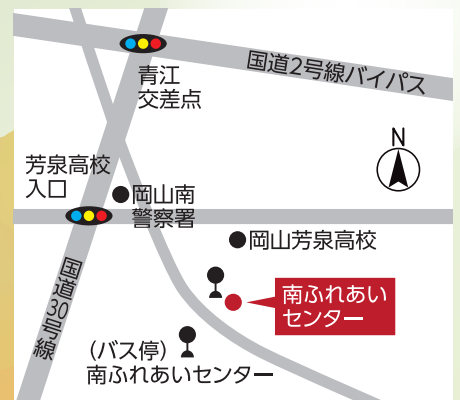 国道2号線バイパス
青江
交差点
N
芳泉高校
入口
岡山南
警察署
岡山芳泉高校
国道30号線
南ふれあい
センター
(バス停)
南ふれあいセンター